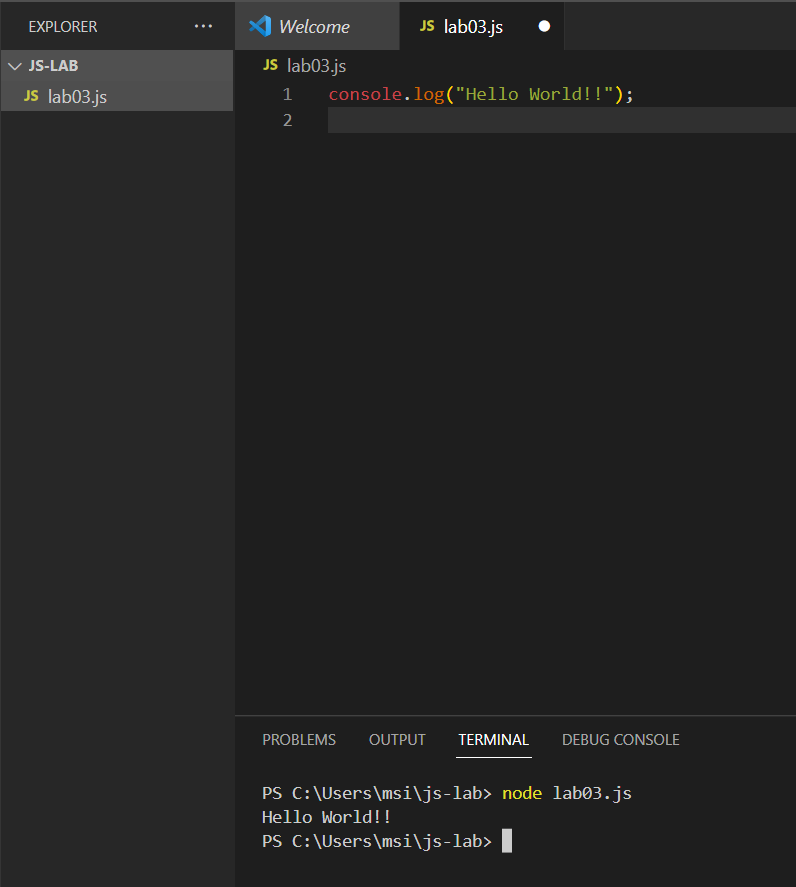 EXPLORER ···
JS-LAB
JS lab03.js
Welcome
JS lab03.js
JS lab03.js
1 console.log("Hello World!!");
2
PROBLEMS OUTPUT TERMINAL DEBUG CONSOLE
PS C:\Users\msi\js-lab> node lab03.js
Hello World!!
PS C:\Users\msi\js-lab>